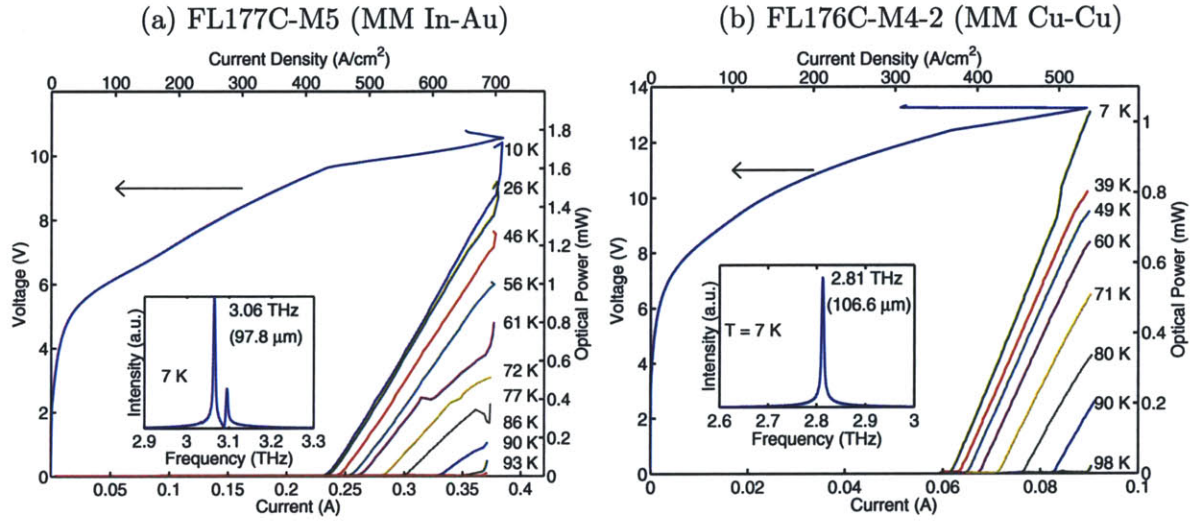 (a) FL177C-M5 (MM In-Au)
Current Density (A/cm²)
0 100 200 300 400 500 600 700
Voltage (V)
10
8
6
4
2
0
1.8
1.6
1.4
1.2
1
0.8
0.6
0.4
0.2
0
Optical Power (mW)
10 K
26 K
46 K
56 K
61 K
72 K
77 K
86 K
90 K
93 K
Intensity (a.u.)
3.06 THz
(97.8 μm)
7 K
2.9 3 3.1 3.2 3.3
Frequency (THz)
0.05 0.1 0.15 0.2 0.25 0.3 0.35 0.4
Current (A)
(b) FL176C-M4-2 (MM Cu-Cu)
Current Density (A/cm²)
0 100 200 300 400 500
Voltage (V)
14
12
10
8
6
4
2
0
1
0.8
0.6
0.4
0.2
0
Optical Power (mW)
7 K
39 K
49 K
60 K
71 K
80 K
90 K
98 K
Intensity (a.u.)
2.81 THz
(106.6 μm)
T = 7 K
2.6 2.7 2.8 2.9 3
Frequency (THz)
0 0.02 0.04 0.06 0.08 0.1
Current (A)